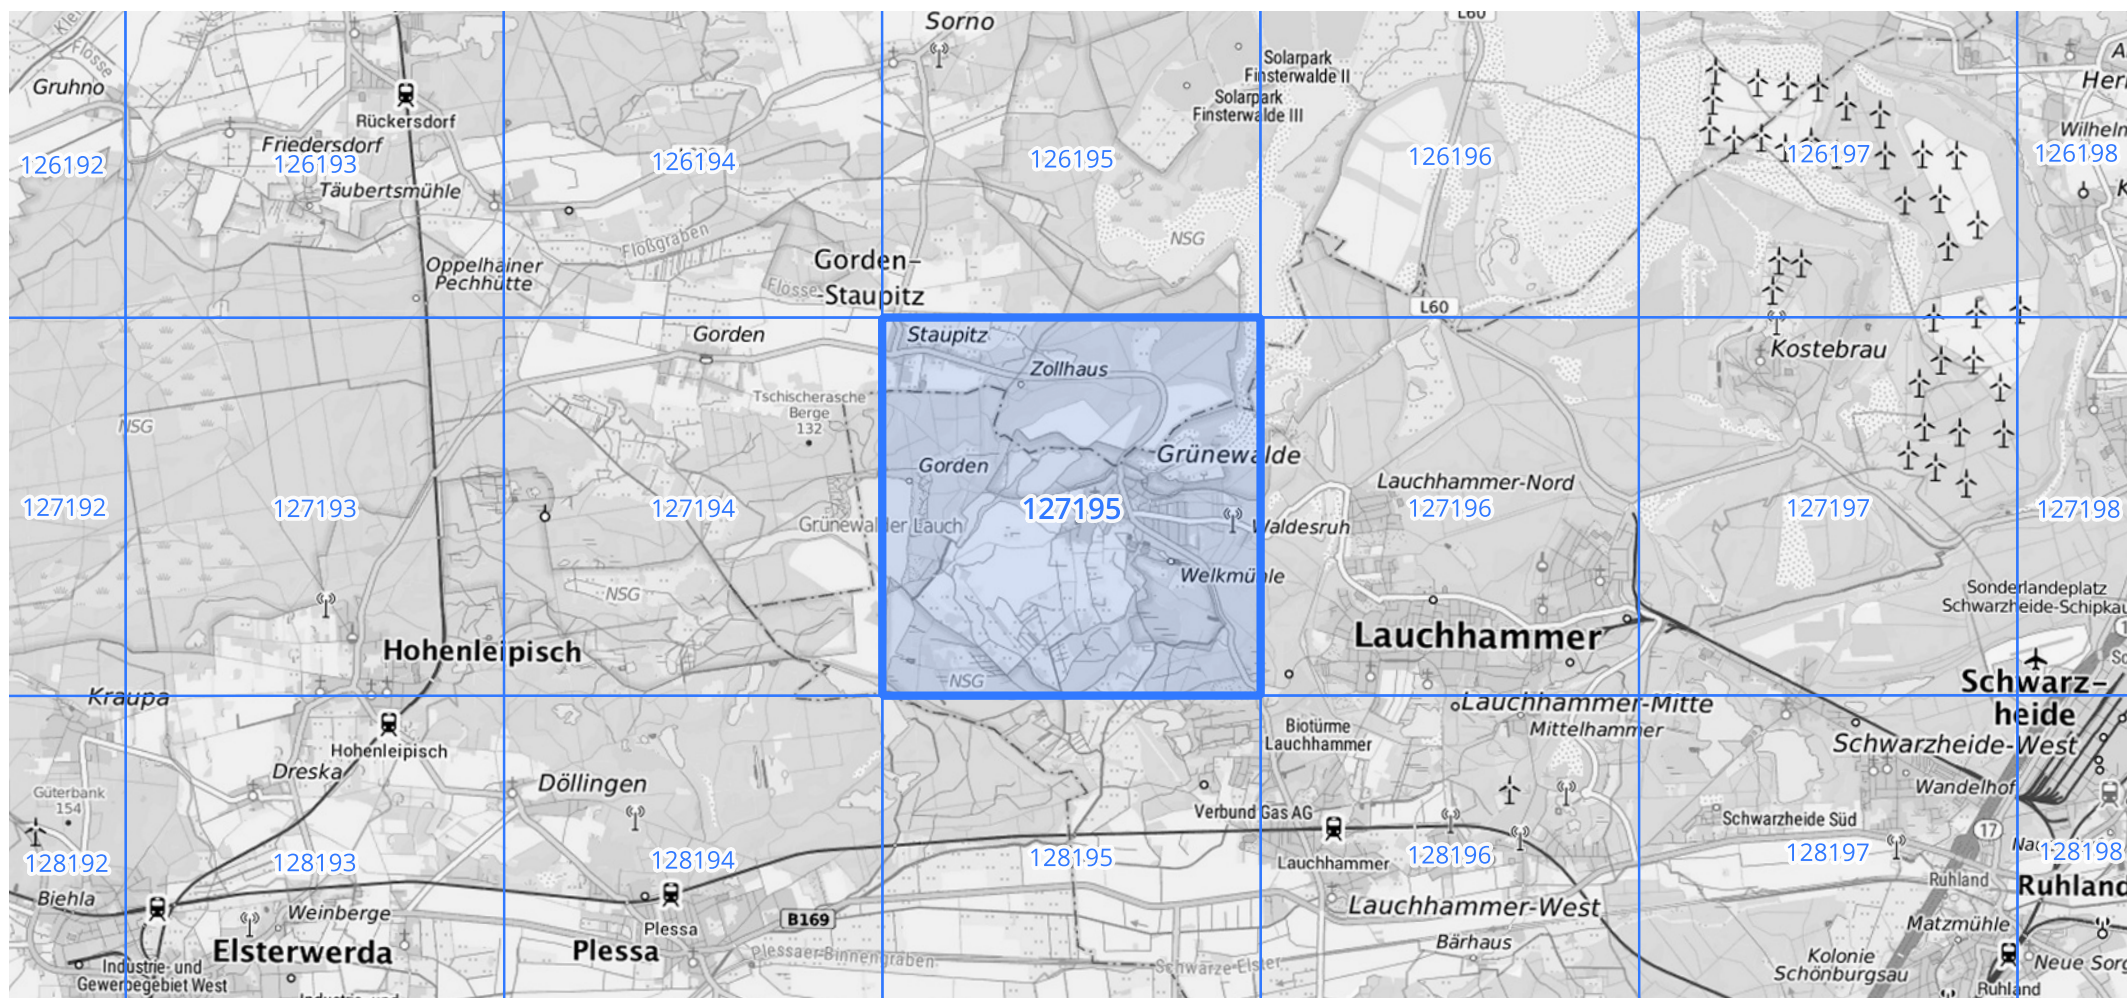 Sorno
L60
Gruhno
Flösse
Rückersdorf
Solarpark
Finsterwalde II
Solarpark
Finsterwalde III
Friedersdorf
126192
126193
126194
126195
126196
126197
126198
Täubertsmühle
NSG
Floßgraben
Oppelhainer
Pechhütte
Gorden-
-Staupitz
Flösse
L60
Gorden
Staupitz
Zollhaus
Kostebrau
Tschischerasche
Berge
132
NSG
Gorden
Grünewalde
Lauchhammer-Nord
127192
127193
127194
127195
127196
127197
127198
Grünewalder Lauch
Waldesruh
Welkmühle
NSG
Sonderlandeplatz
Schwarzheide-Schipkau
Hohenleipisch
Lauchhammer
NSG
Schwarz-
heide
Kraupa
Lauchhammer-Mitte
Mittelhammer
Biotürme
Lauchhammer
Hohenleipisch
Schwarzheide-West
Dreska
Döllingen
Güterbank
154
Wandelhof
Verbund Gas AG
Schwarzheide Süd
17
128192
128193
128194
128195
128196
128197
128198
Lauchhammer
Biehla
Weinberge
Ruhland
Ruhland
Lauchhammer-West
B169
Plessa
Matzmühle
Elsterwerda
Plessa
Plessaer Binnengraben
Schwarze Elster
Bärhaus
Kolonie
Schönburgsau
Industrie- und
Gewerbegebiet West
Ruhland